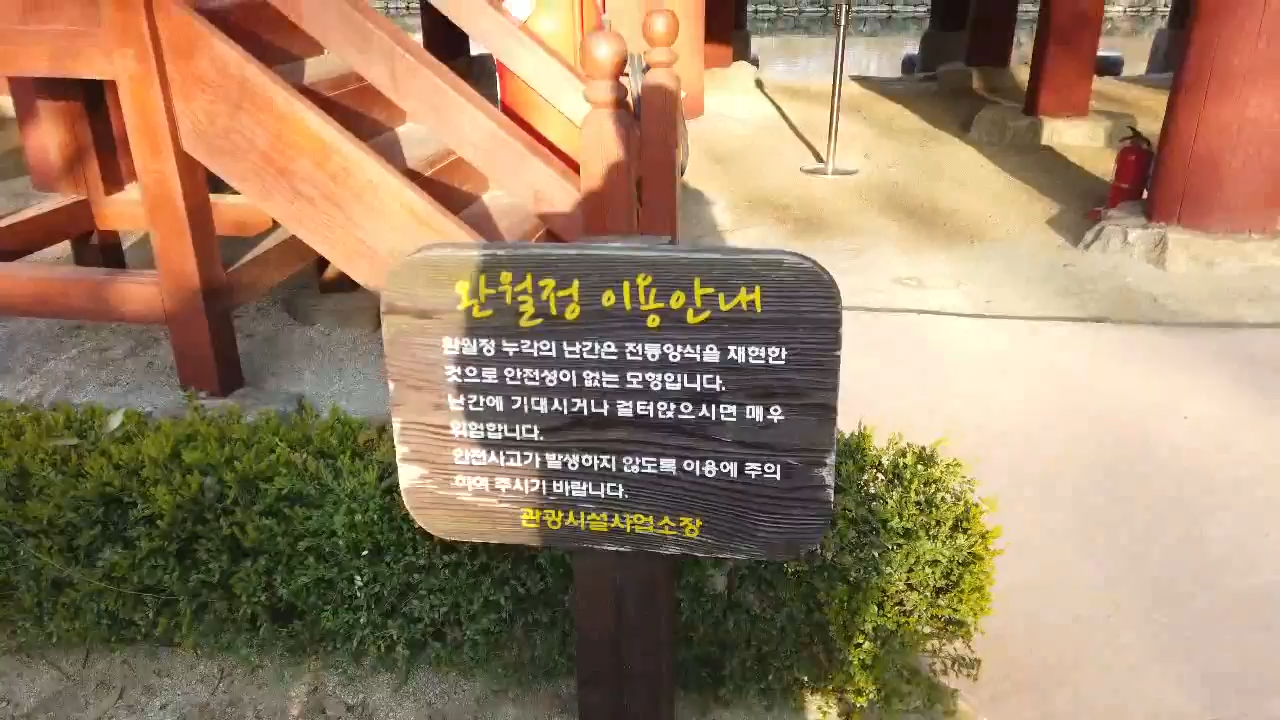 완월정 이용안내
완월정 누각의 난간은 전통양식을 재현한
것으로 안전성이 없는 모형입니다.
난간에 기대시거나 걸터앉으시면 매우
위험합니다.
안전사고가 발생하지 않도록 이용에 주의
하여 주시기 바랍니다.
관광시설사업소장